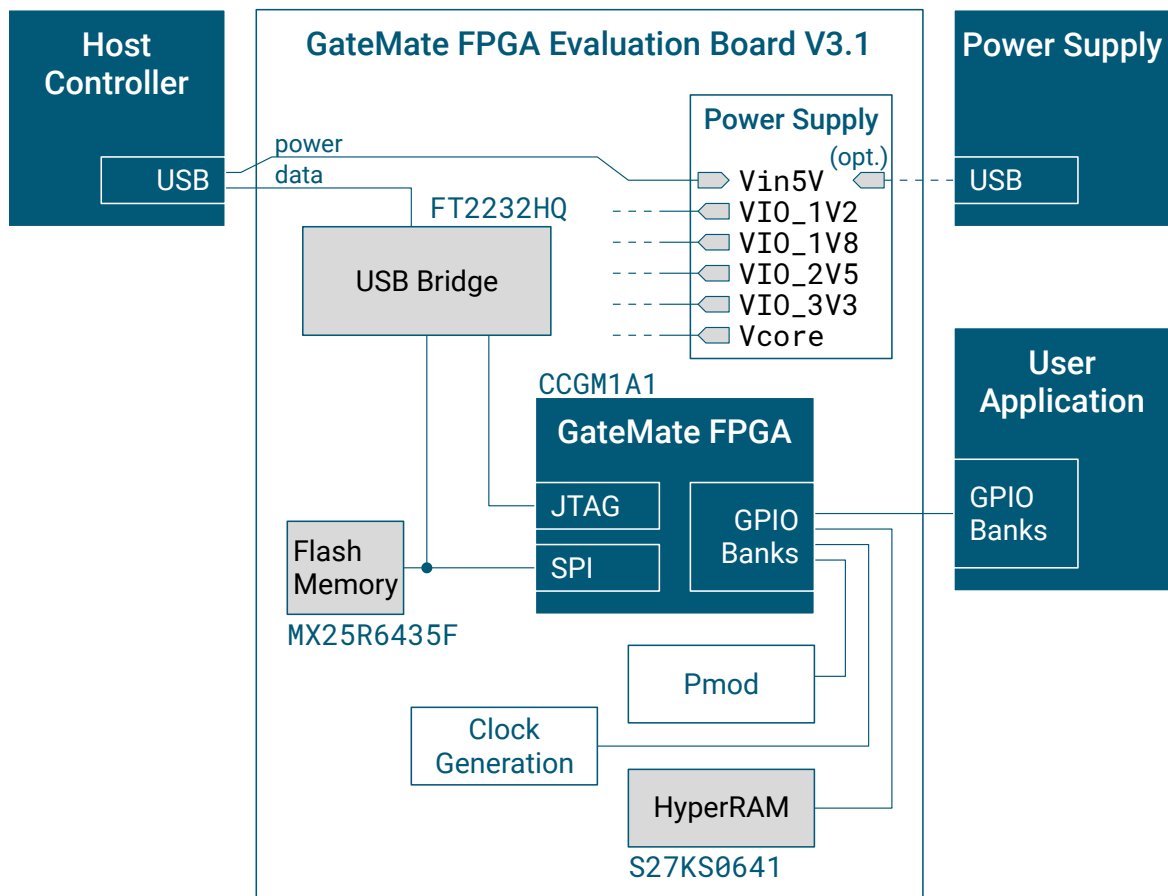 Host
Controller
USB
GateMate FPGA Evaluation Board V3.1
power
data
FT2232HQ
USB Bridge
Power Supply
(opt.)
Vin5V
VIO_1V2
VIO_1V8
VIO_2V5
VIO_3V3
Vcore
Power Supply
USB
CCGM1A1
GateMate FPGA
JTAG
SPI
GPIO
Banks
User
Application
GPIO
Banks
Flash
Memory
MX25R6435F
Pmod
Clock
Generation
HyperRAM
S27KS0641